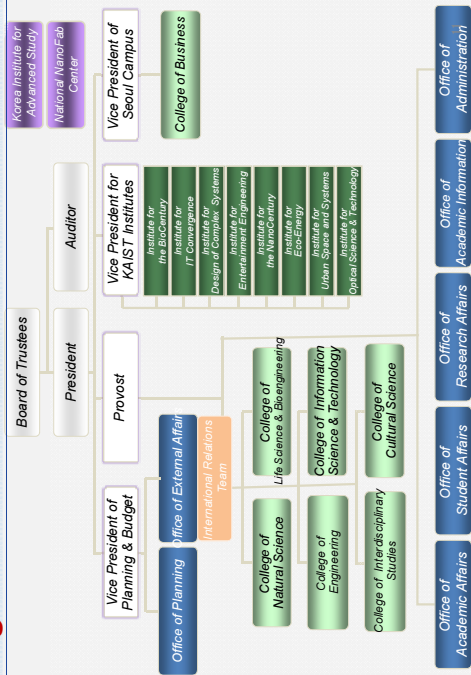 Board of Trustees
President
Auditor
Korea Institute for
Advanced Study
National NanoFab
Center
Vice President of
Planning & Budget
Provost
Vice President for
KAIST Institutes
Vice President of
Seoul Campus
Office of Planning
Office of External Affair
International Relations
Team
Institute for
the BioCentury
Institute for
IT Convergence
Institute for
Design of Complex Systems
Institute for
Entertainment Engineering
Institute for
the NanoCentury
Institute for
Eco-Energy
Institute for
Urban Space and Systems
Institute for
Optical Science & Technology
College of Business
College of
Natural Science
College of
Life Science & Bioengineering
College of
Engineering
College of Information
Science & Technology
College of Interdisciplinary
Studies
College of
Cultural Science
Office of
Academic Affairs
Office of
Student Affairs
Office of
Research Affairs
Office of
Academic Information
Office of
Administration